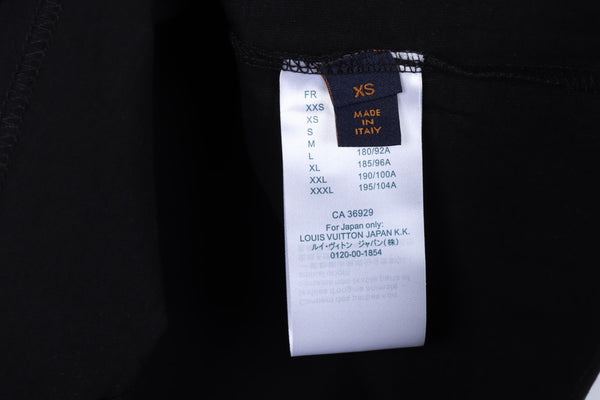 XS
MADE
IN
ITALY
FR
XXS
XS
S
M
L 180/92A
XL 185/96A
XXL 190/100A
XXXL 195/104A
CA 36929
For Japan only:
LOUIS VUITTON JAPAN K.K.
ルイ・ヴィトン ジャパン(株)
0120-00-1854